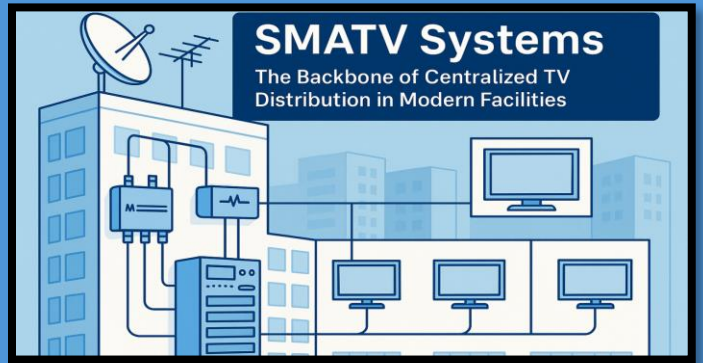 SMATV Systems
The Backbone of Centralized TV
Distribution in Modern Facilities
M